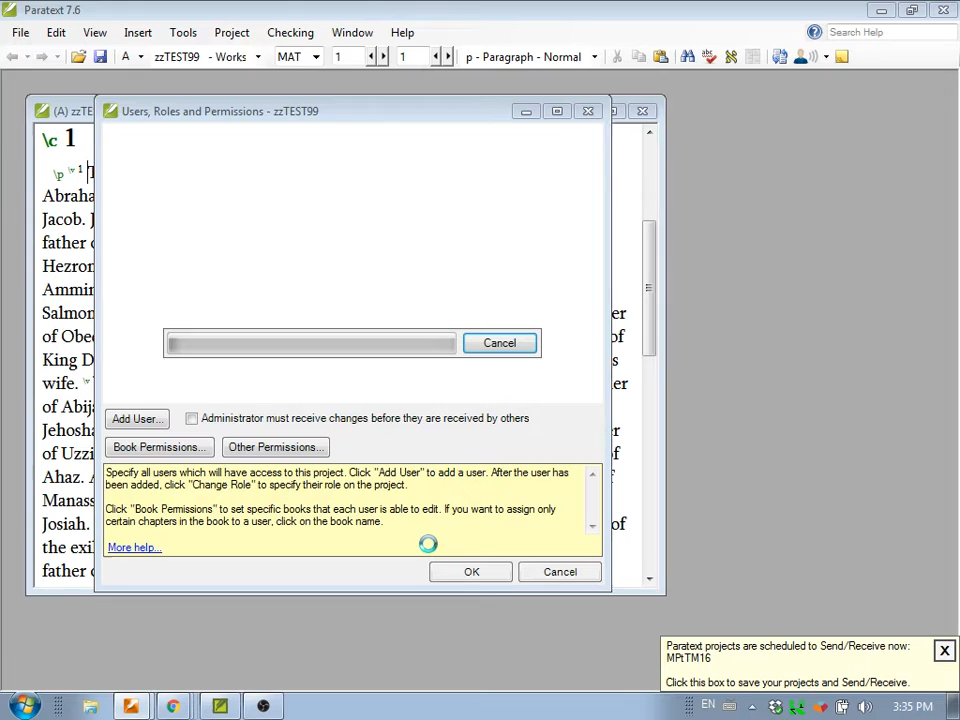 Paratext 7.6
File Edit View Insert Tools Project Checking Window Help
Search Help
A zzTEST99 - Works MAT 1 1 p - Paragraph - Normal
(A) zzTE
Users, Roles and Permissions - zzTEST99
\c 1
\p \v 1
Abraha
Jacob. J
father o
Hezron
Ammin
Salmon er
of Obed of
King D s
wife. \v ler
of Abija
Jehosha er
of Uzzi
Ahaz. A
Manass
Josiah. of
the exil
father o
Cancel
Add User... Administrator must receive changes before they are received by others
Book Permissions... Other Permissions...
Specify all users which will have access to this project. Click "Add User" to add a user. After the user has
been added, click "Change Role" to specify their role on the project.
Click "Book Permissions" to set specific books that each user is able to edit. If you want to assign only
certain chapters in the book to a user, click on the book name.
More help...
OK Cancel
Paratext projects are scheduled to Send/Receive now:
MPtTM16
X
Click this box to save your projects and Send/Receive.
EN 3:35 PM